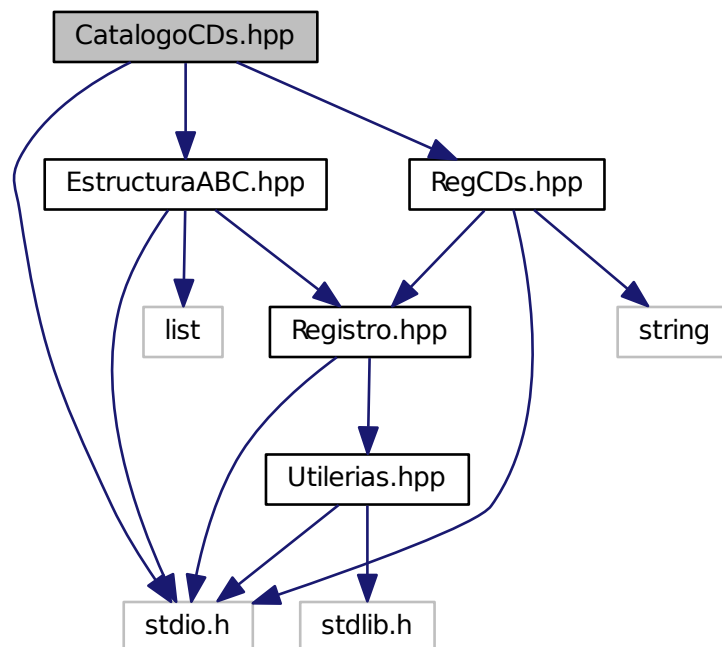 CatalogoCDs.hpp
EstructuraABC.hpp
RegCDs.hpp
list
Registro.hpp
string
Utilerias.hpp
stdio.h
stdlib.h